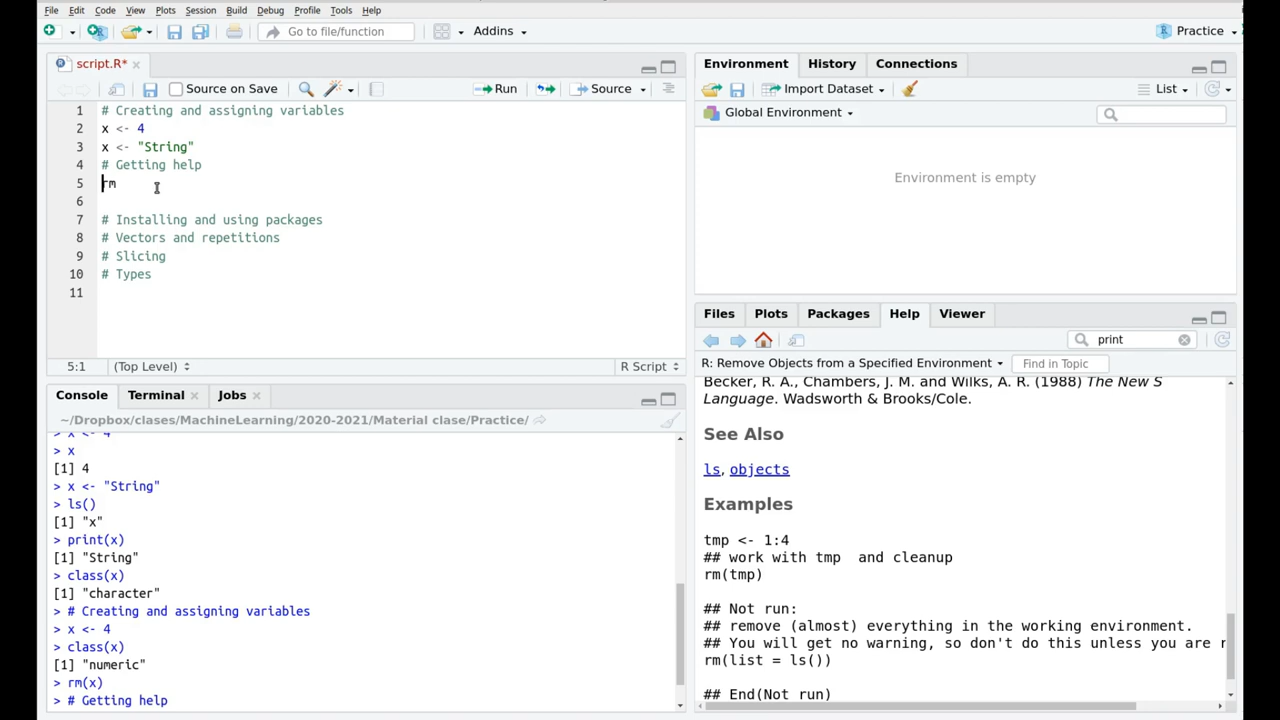 File Edit Code View Plots Session Build Debug Profile Tools Help
Go to file/function Addins Practice
script.R*
Source on Save Run Source
1 # Creating and assigning variables
2 x <- 4
3 x <- "String"
4 # Getting help
5 rm
6
7 # Installing and using packages
8 # Vectors and repetitions
9 # Slicing
10 # Types
11
5:1 (Top Level) R Script
Console Terminal Jobs
~/Dropbox/clases/MachineLearning/2020-2021/Material clase/Practice/
> x <- 4
> x
[1] 4
> x <- "String"
> ls()
[1] "x"
> print(x)
[1] "String"
> class(x)
[1] "character"
> # Creating and assigning variables
> x <- 4
> class(x)
[1] "numeric"
> rm(x)
> # Getting help
Environment History Connections
Import Dataset List
Global Environment
Environment is empty
Files Plots Packages Help Viewer
print
R: Remove Objects from a Specified Environment Find in Topic
Becker, R. A., Chambers, J. M. and Wilks, A. R. (1988) The New S
Language. Wadsworth & Brooks/Cole.
See Also
ls, objects
Examples
tmp <- 1:4
## work with tmp  and cleanup
rm(tmp)
## Not run:
## remove (almost) everything in the working environment.
## You will get no warning, so don't do this unless you are r
rm(list = ls())
## End(Not run)